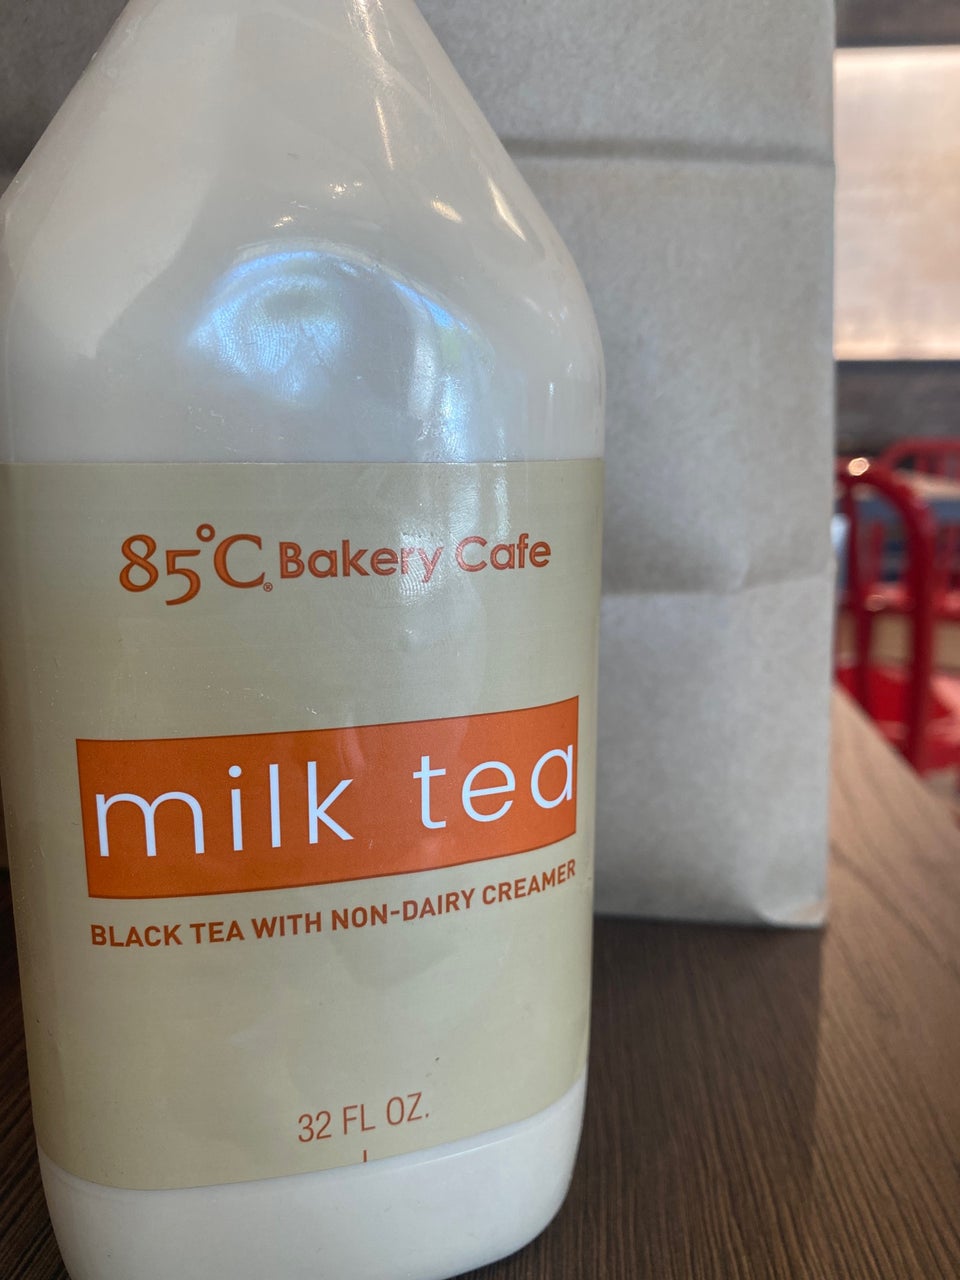 85°C® Bakery Cafe
milk tea
BLACK TEA WITH NON-DAIRY CREAMER
32 FL OZ.